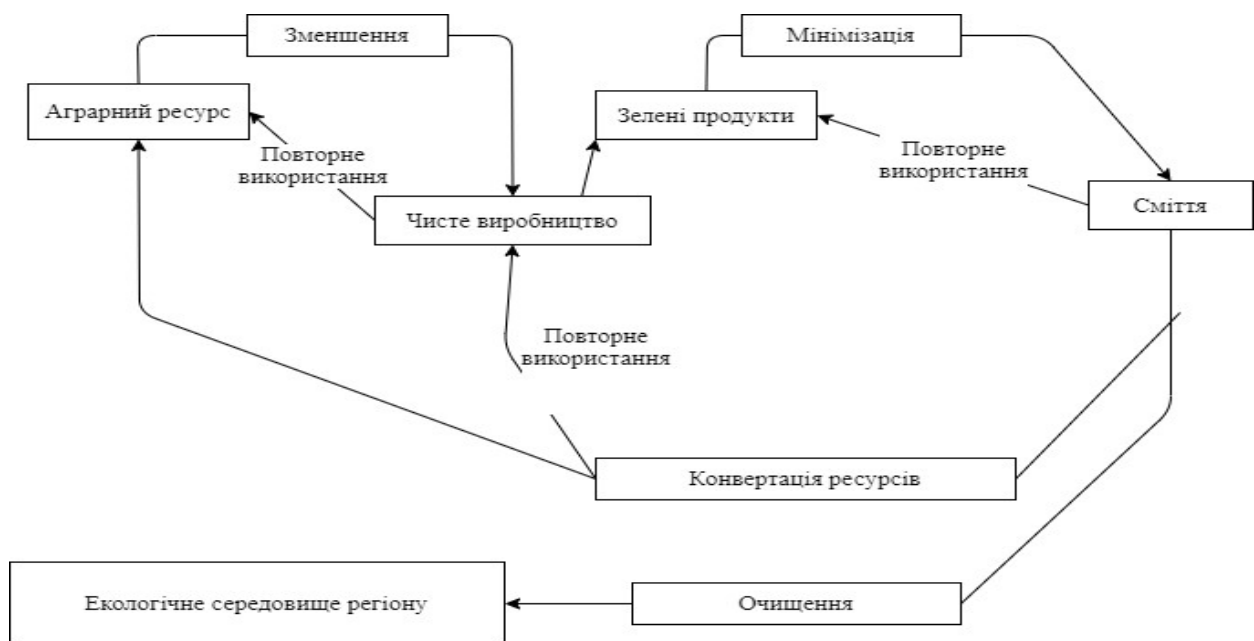 Зменшення
Мінімізація
Аграрний ресурс
Зелені продукти
Повторне
використання
Повторне
використання
Чисте виробництво
Сміття
Повторне
використання
Конвертація ресурсів
Екологічне середовище регіону
Очищення